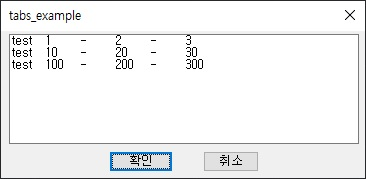 tabs_example
test 1 - 2 - 3
test 10 - 20 - 30
test 100 - 200 - 300
확인 취소